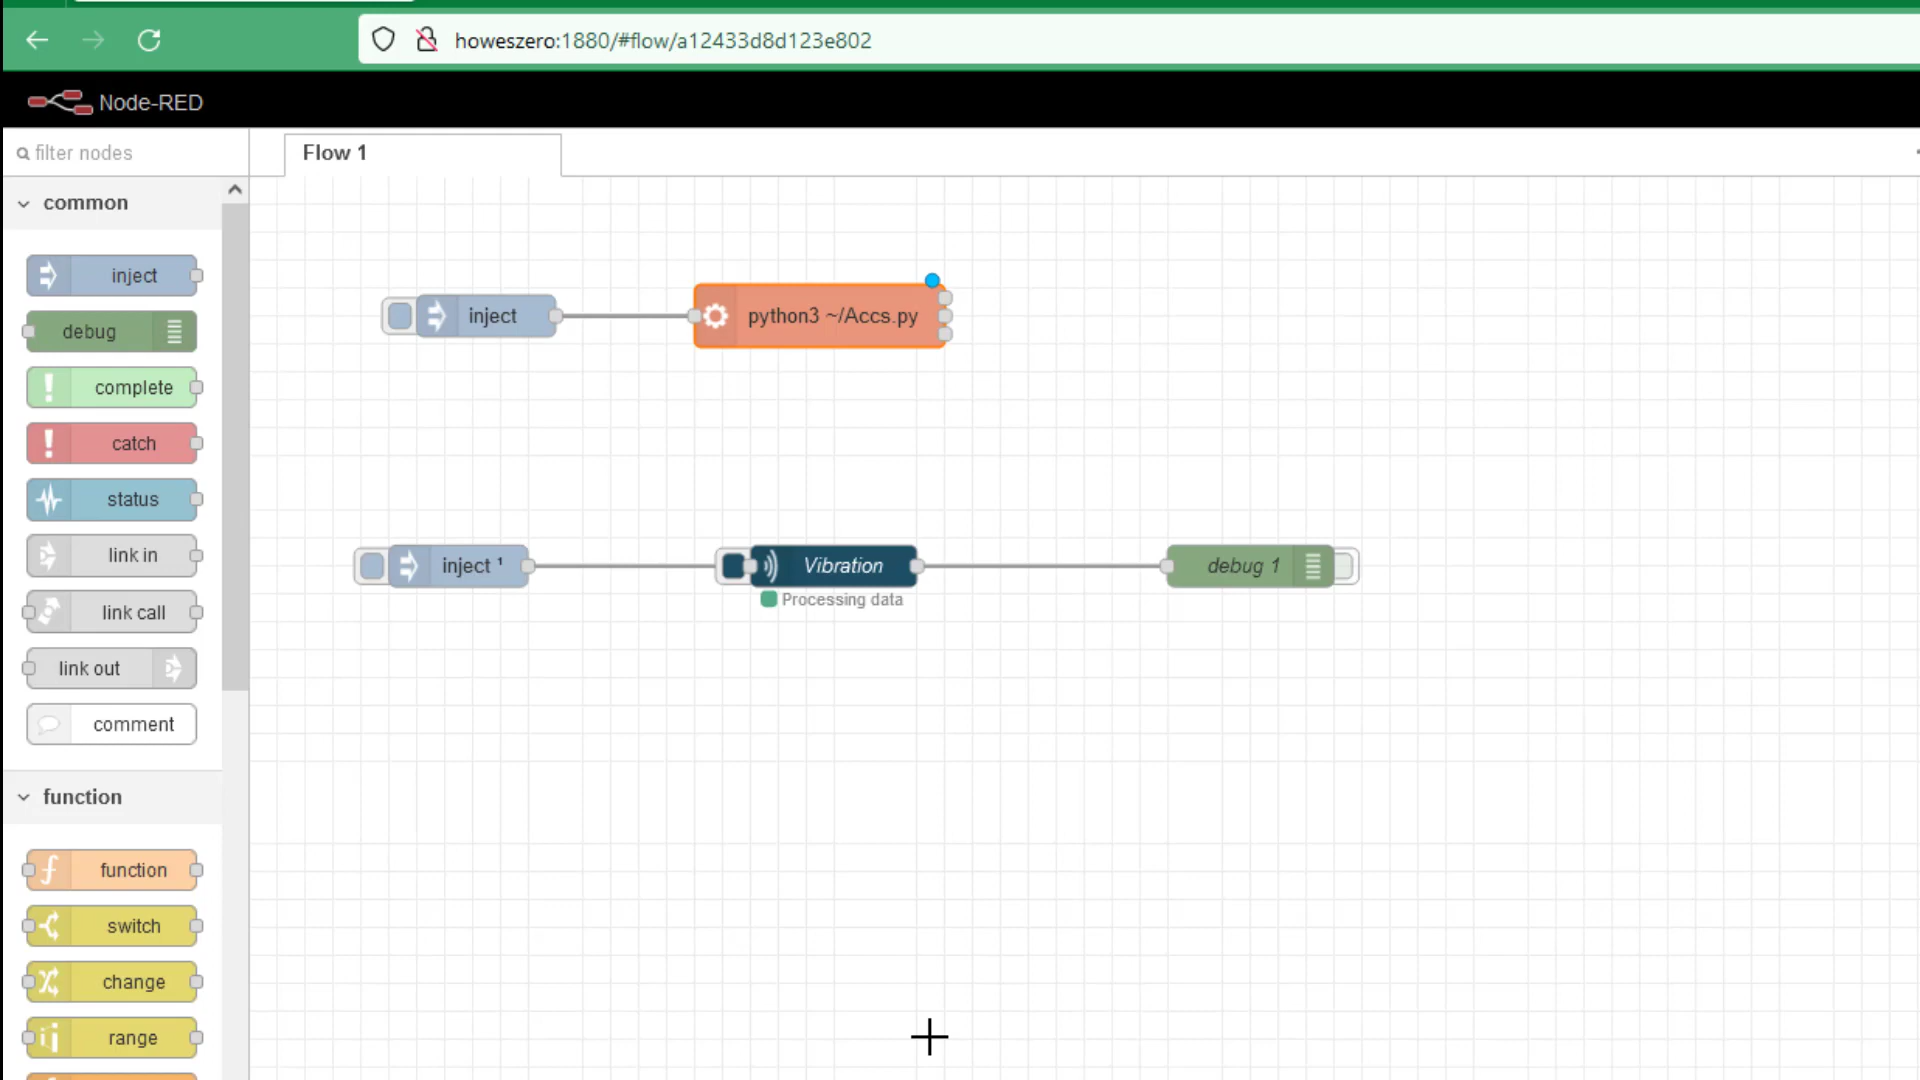 howeszero:1880/#flow/a12433d8d123e802
Node-RED
filter nodes
Flow 1
common
inject
debug
complete
catch
status
link in
link call
link out
comment
function
function
switch
change
range
inject
python3 ~/Accs.py
inject ¹
Vibration
Processing data
debug 1